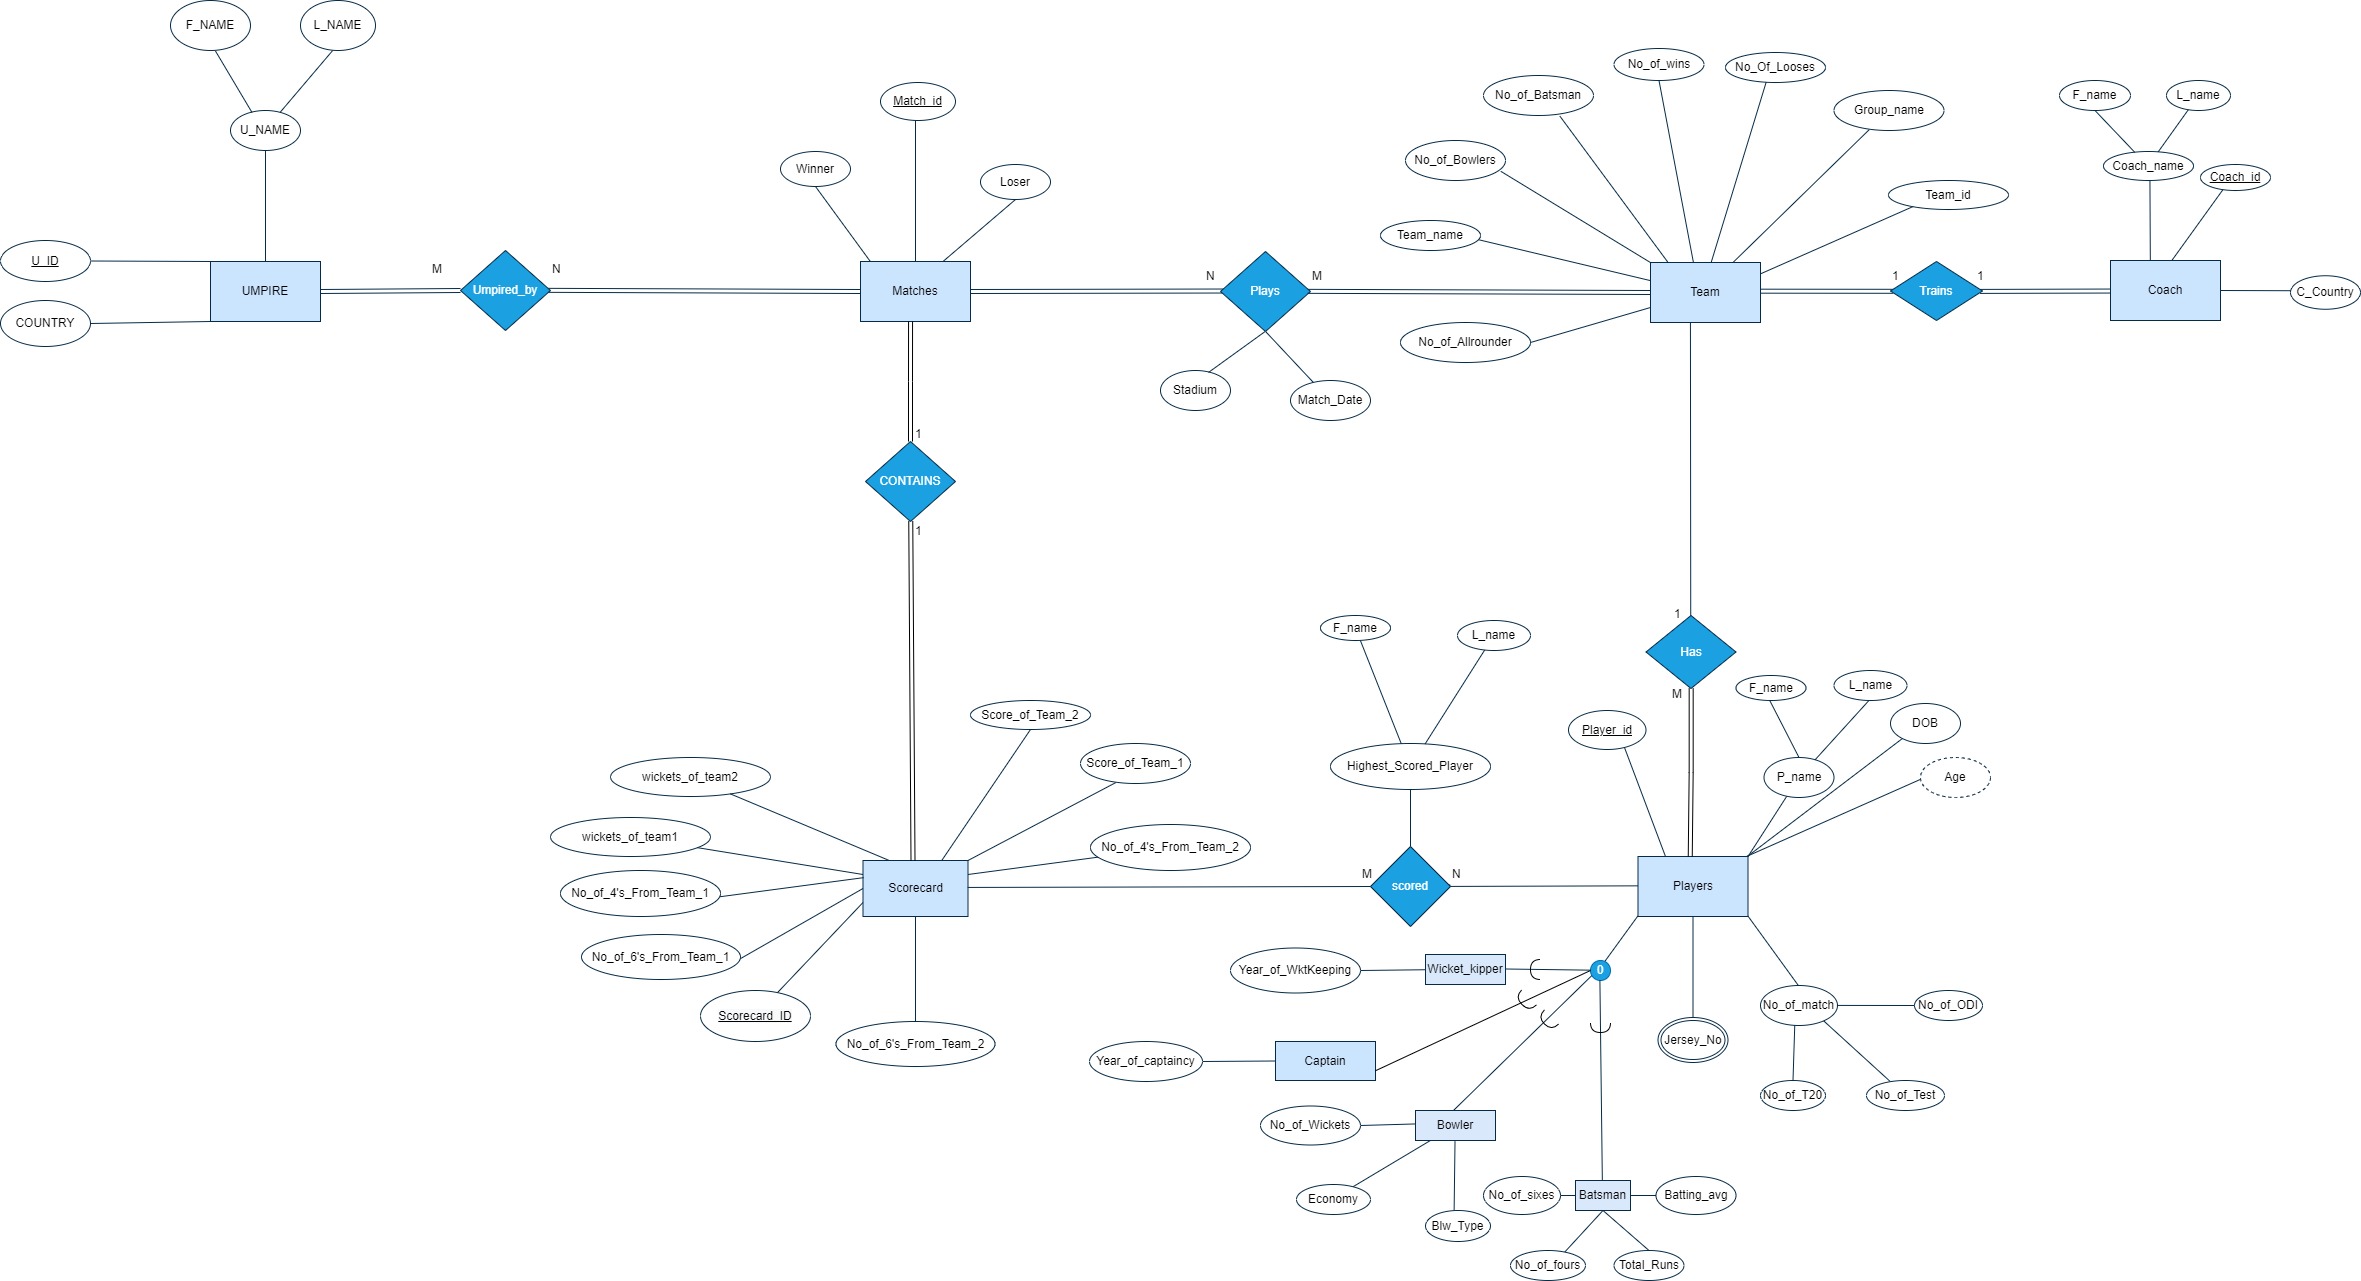 F_NAME
L_NAME
U_NAME
U_ID
COUNTRY
UMPIRE
M
Umpired_by
N
Match_id
Winner
Loser
Matches
N
Plays
M
Stadium
Match_Date
No_of_wins
No_Of_Looses
No_of_Batsman
Group_name
No_of_Bowlers
Team_id
Team_name
Team
No_of_Allrounder
1
Trains
1
F_name
L_name
Coach_name
Coach_id
Coach
C_Country
1
CONTAINS
1
1
Has
M
F_name
L_name
Highest_Scored_Player
Score_of_Team_2
Score_of_Team_1
wickets_of_team2
wickets_of_team1
No_of_4's_From_Team_2
No_of_4's_From_Team_1
Scorecard
No_of_6's_From_Team_1
Scorecard_ID
No_of_6's_From_Team_2
M
scored
N
Player_id
F_name
L_name
DOB
P_name
Age
Players
0
Year_of_WktKeeping
Wicket_kipper
Year_of_captaincy
Captain
No_of_match
No_of_ODI
Jersey_No
No_of_T20
No_of_Test
No_of_Wickets
Bowler
Economy
Blw_Type
No_of_sixes
Batsman
Batting_avg
No_of_fours
Total_Runs